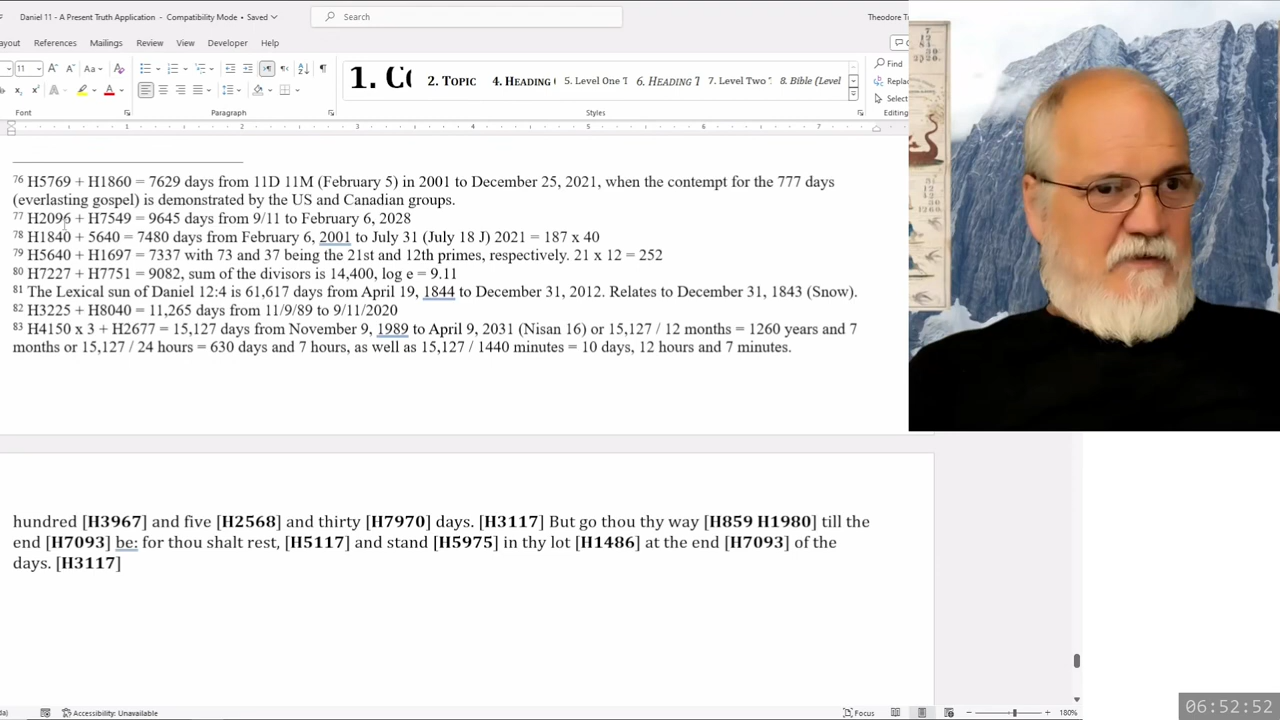 Daniel 11 - A Present Truth Application - Compatibility Mode • Saved
Search
Theodore T
ayout References Mailings Review View Developer Help
11 A A Aa A
1. Co 2. Topic 4. Heading 5. Level One T 6. Heading T 7. Level Two 8. Bible (Level
Find
Replace
Select
Font Paragraph Styles
1 2 3 4 5 6 7
76 H5769 + H1860 = 7629 days from 11D 11M (February 5) in 2001 to December 25, 2021, when the contempt for the 777 days
(everlasting gospel) is demonstrated by the US and Canadian groups.
77 H2096 + H7549 = 9645 days from 9/11 to February 6, 2028
78 H1840 + 5640 = 7480 days from February 6, 2001 to July 31 (July 18 J) 2021 = 187 x 40
79 H5640 + H1697 = 7337 with 73 and 37 being the 21st and 12th primes, respectively. 21 x 12 = 252
80 H7227 + H7751 = 9082, sum of the divisors is 14,400, log e = 9.11
81 The Lexical sun of Daniel 12:4 is 61,617 days from April 19, 1844 to December 31, 2012. Relates to December 31, 1843 (Snow).
82 H3225 + H8040 = 11,265 days from 11/9/89 to 9/11/2020
83 H4150 x 3 + H2677 = 15,127 days from November 9, 1989 to April 9, 2031 (Nisan 16) or 15,127 / 12 months = 1260 years and 7
months or 15,127 / 24 hours = 630 days and 7 hours, as well as 15,127 / 1440 minutes = 10 days, 12 hours and 7 minutes.
hundred [H3967] and five [H2568] and thirty [H7970] days. [H3117] But go thou thy way [H859 H1980] till the
end [H7093] be: for thou shalt rest, [H5117] and stand [H5975] in thy lot [H1486] at the end [H7093] of the
days. [H3117]
Accessibility: Unavailable Focus 180%
06:52:52